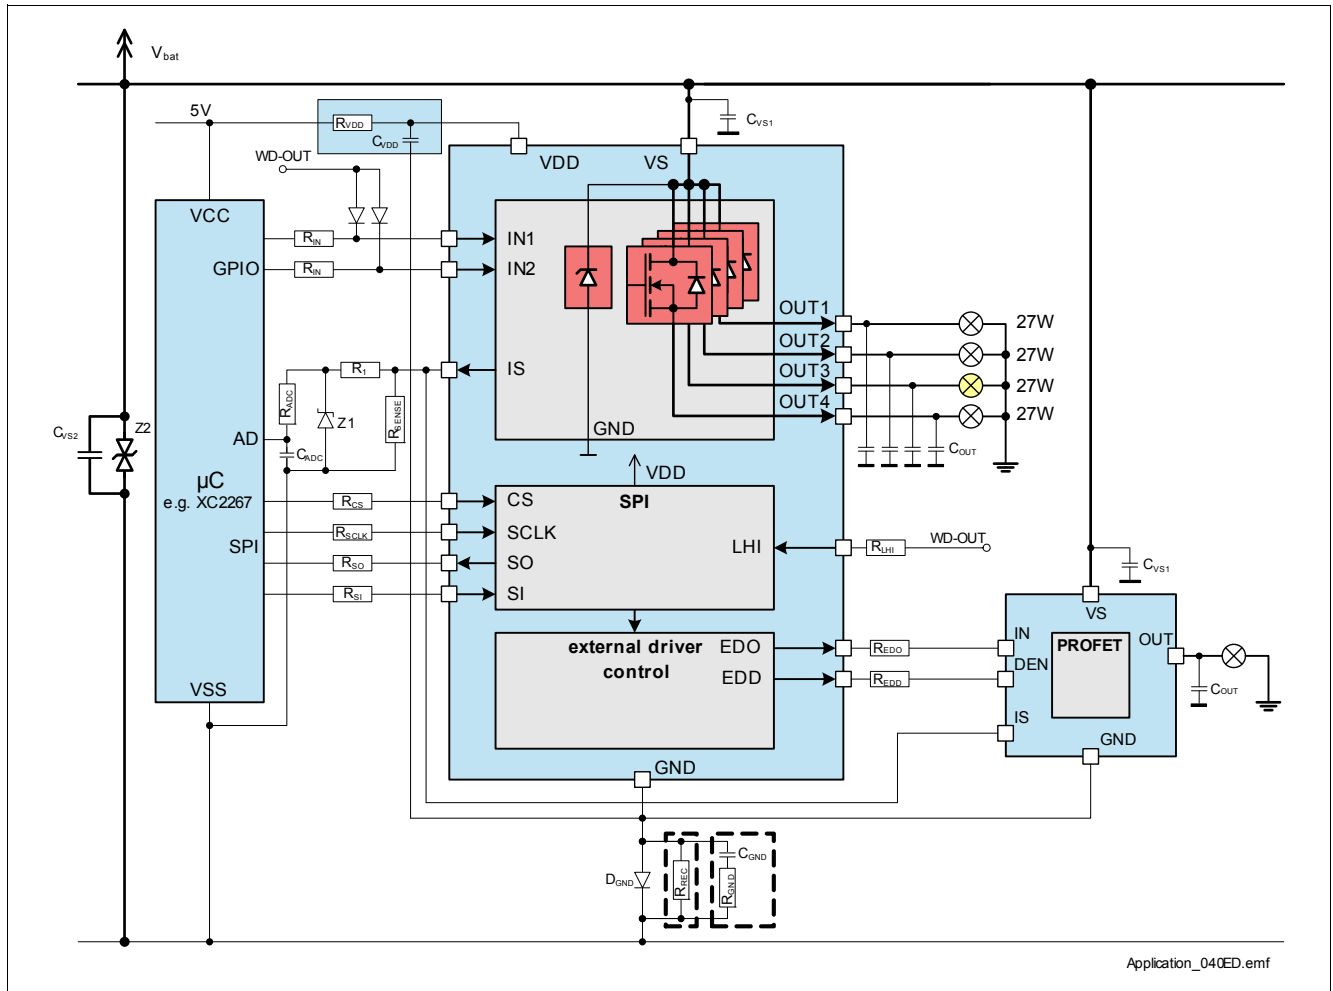 Vbat
5V
RVDD
CVDD
CVS1
WD-OUT
VDD
VS
VCC
RIN
IN1
GPIO
RIN
IN2
OUT1
27W
OUT2
27W
OUT3
27W
OUT4
27W
R1
IS
RADC
Z1
RSENSE
GND
AD
CADC
COUT
CVS2
Z2
VDD
µC
e.g. XC2267
RCS
CS
SPI
RSCLK
SCLK
SPI
LHI
RLHI
WD-OUT
RSO
SO
RSI
SI
CVS1
VS
external driver
control
EDO
REDO
IN
PROFET
OUT
EDD
REDD
DEN
COUT
VSS
IS
GND
GND
DGND
RREC
CGND
RGND
Application_040ED.emf